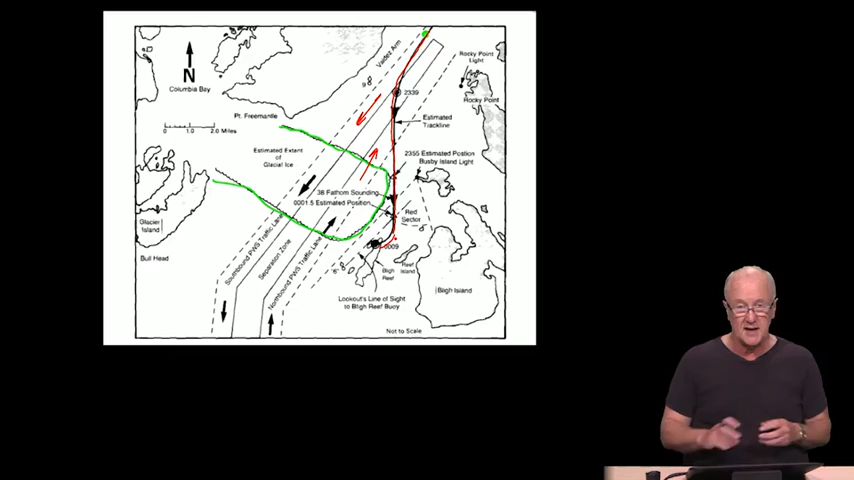 Valdez Arm
Rocky Point
Light
N
Columbia Bay
9
2339
Rocky Point
0 1.0 2.0 Miles
Pt. Freemantle
Estimated
Trackline
Estimated Extent
of
Glacial Ice
2355 Estimated Position
Busby Island Light
38 Fathom Sounding
0001.5 Estimated Position
Red
Sector
Glacier
Island
Southbound PWS Traffic Lane
Separation Zone
Northbound PWS Traffic Lane
0009
Bull Head
Reef
Island
Bligh
Reef
6
Bligh Island
Lookout's Line of Sight
to Bligh Reef Buoy
Not to Scale